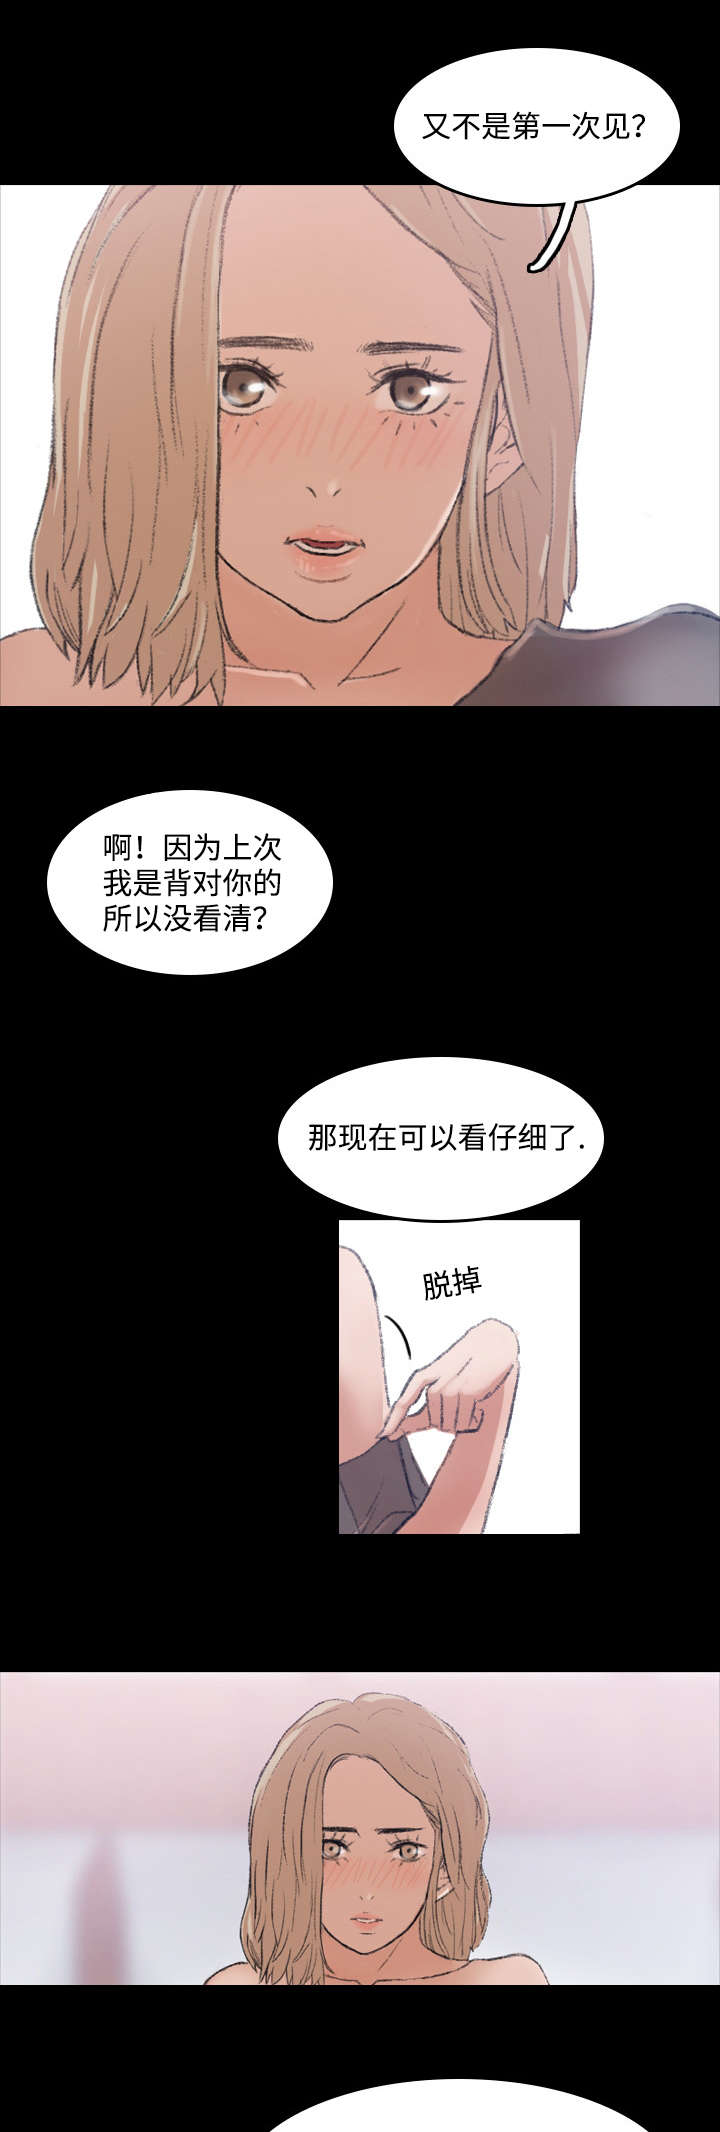 又不是第一次见？
啊！因为上次
我是背对你的
所以没看清？
那现在可以看仔细了.
脱掉